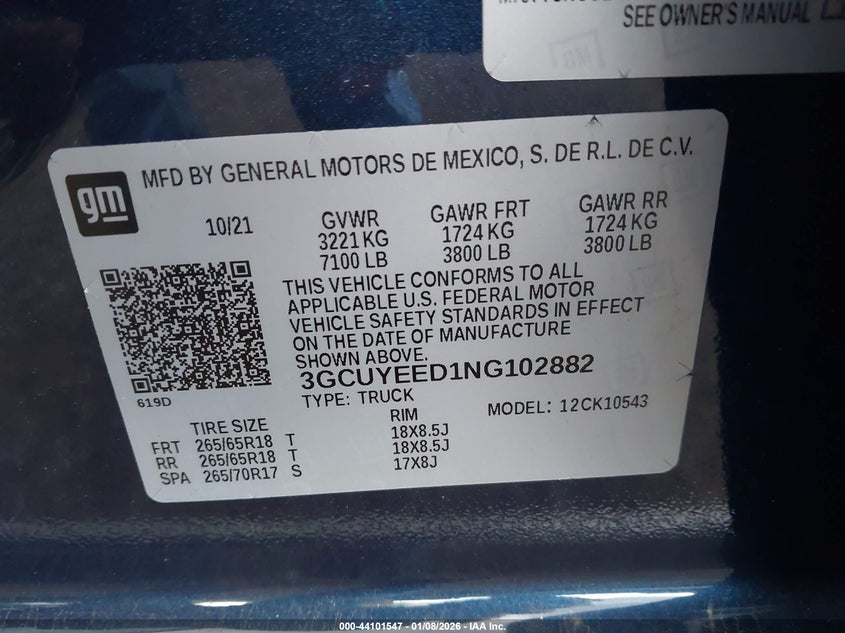 SEE OWNER'S MANUAL
gm
MFD BY GENERAL MOTORS DE MEXICO, S. DE R.L. DE C.V.
10/21
GVWR
3221 KG
7100 LB
GAWR FRT
1724 KG
3800 LB
GAWR RR
1724 KG
3800 LB
THIS VEHICLE CONFORMS TO ALL
APPLICABLE U.S. FEDERAL MOTOR
VEHICLE SAFETY STANDARDS IN EFFECT
ON THE DATE OF MANUFACTURE
SHOWN ABOVE.
3GCUYEED1NG102882
TYPE: TRUCK
MODEL: 12CK10543
619D
TIRE SIZE
RIM
FRT 265/65R18 T 18X8.5J
RR 265/65R18 T 18X8.5J
SPA 265/70R17 S 17X8J
000-44101547 - 01/08/2026 - IAA Inc.